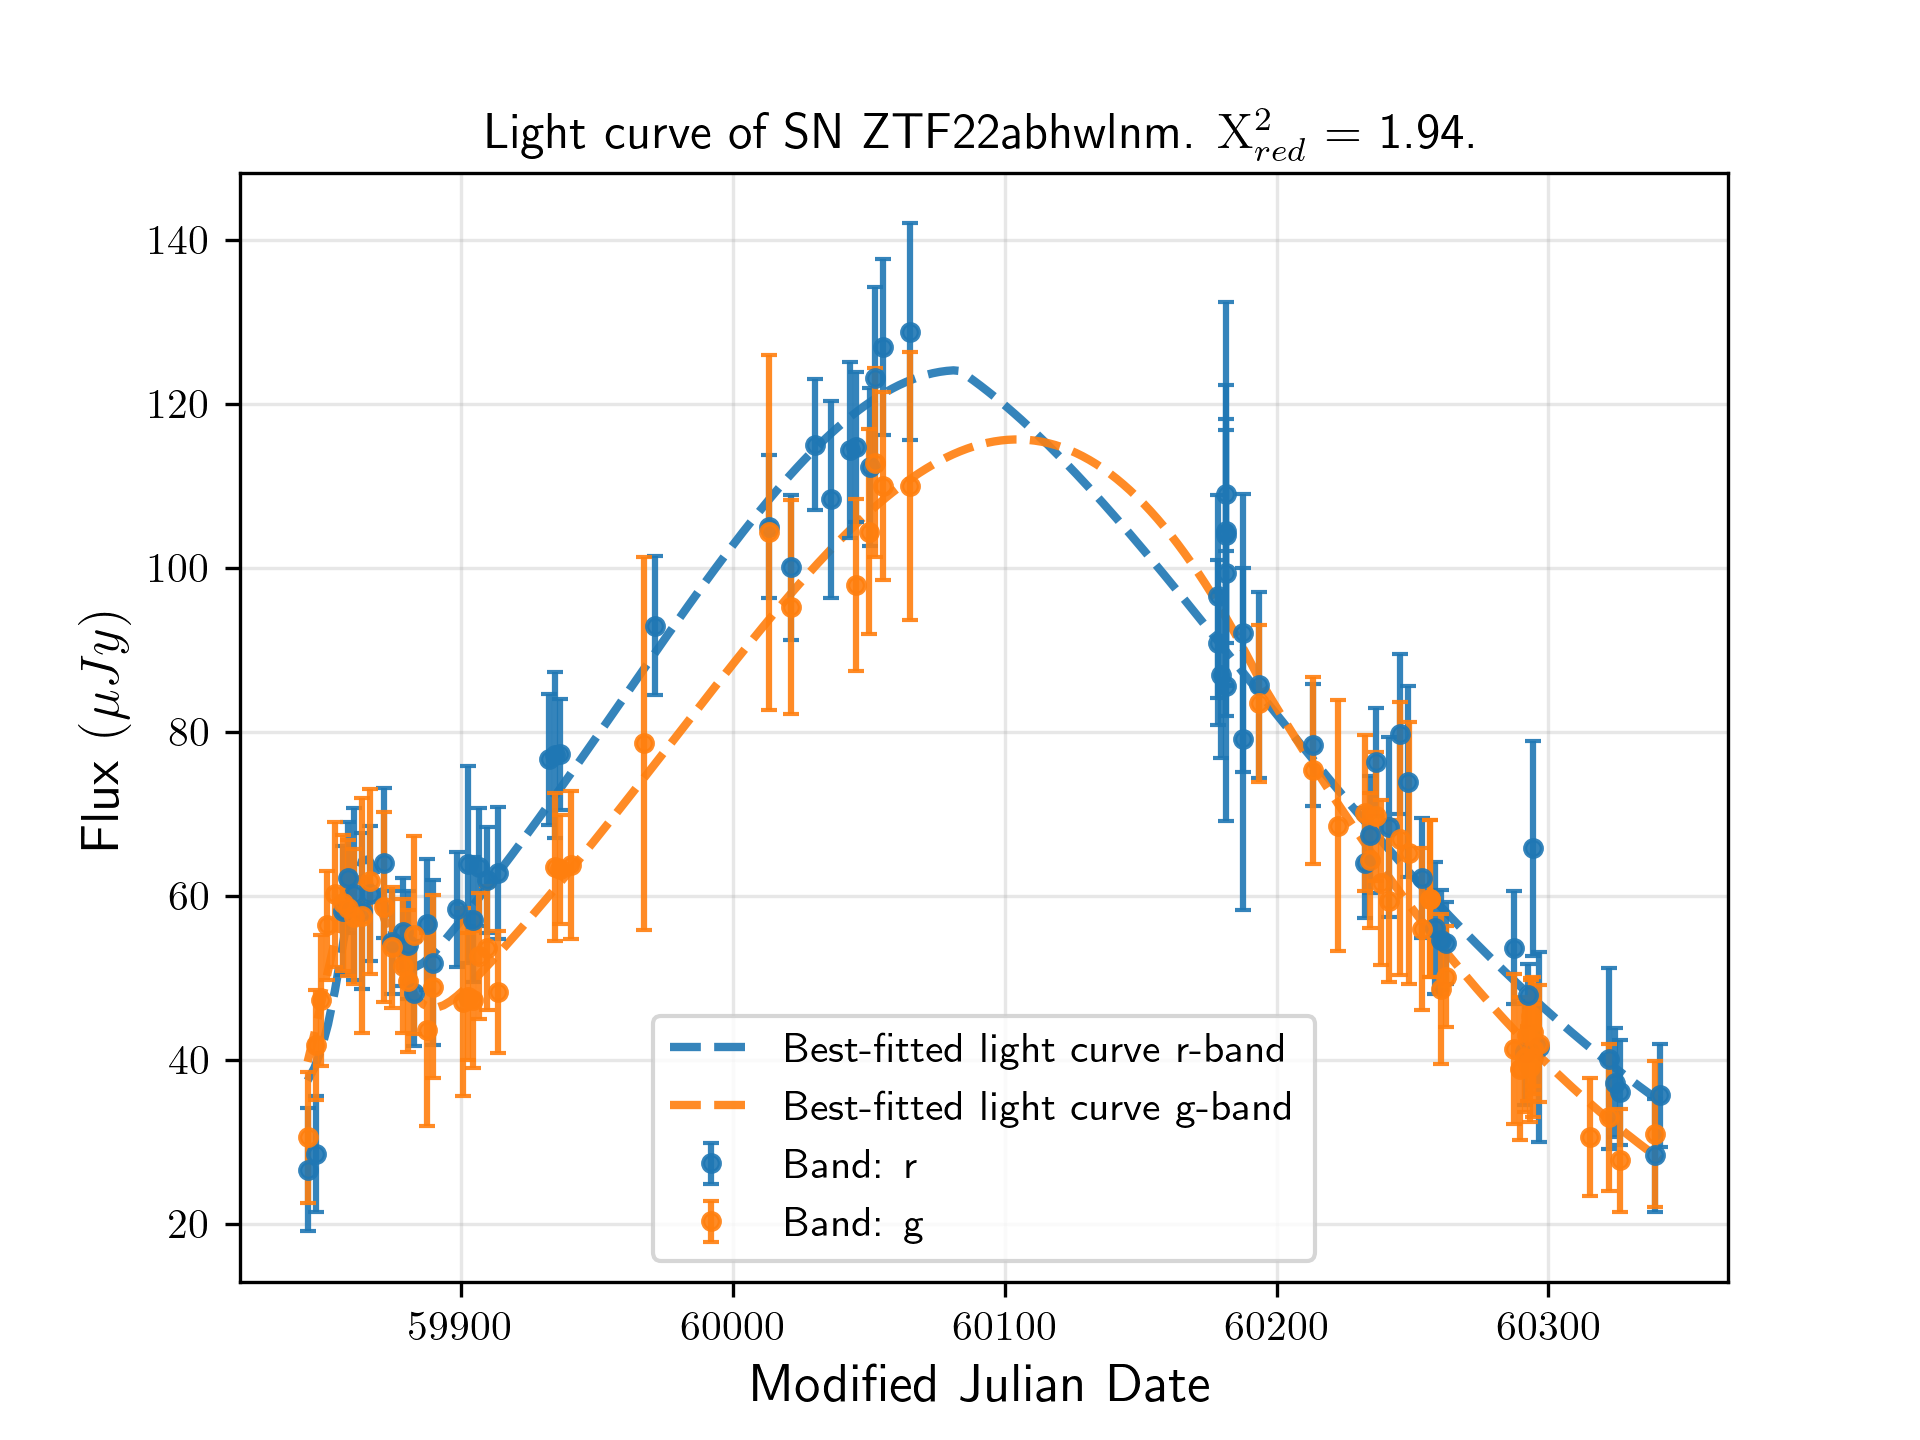 Light curve of SN ZTF22abhwlnm. X²_red = 1.94.
140
120
100
80
60
40
20
Flux (μJy)
Best-fitted light curve r-band
Best-fitted light curve g-band
Band: r
Band: g
59900 60000 60100 60200 60300
Modified Julian Date